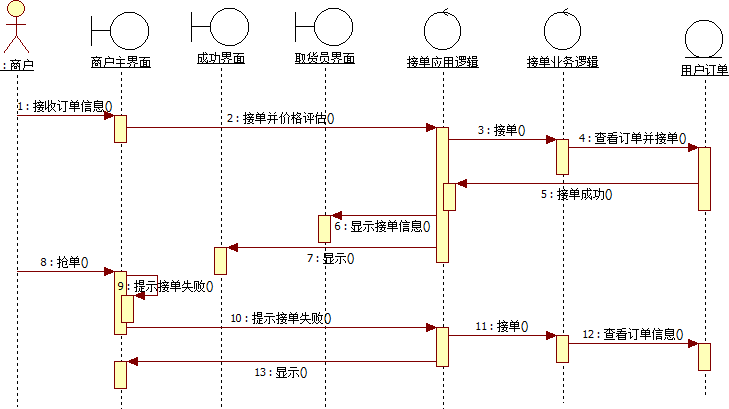 ：商户
商户主界面
成功界面
取货员界面
接单应用逻辑
接单业务逻辑
用户订单
1：接收订单信息()
2：接单并价格评估()
3：接单()
4：查看订单并接单()
5：接单成功()
6：显示接单信息()
7：显示()
8：抢单()
9：提示接单失败()
10：提示接单失败()
11：接单()
12：查看订单信息()
13：显示()